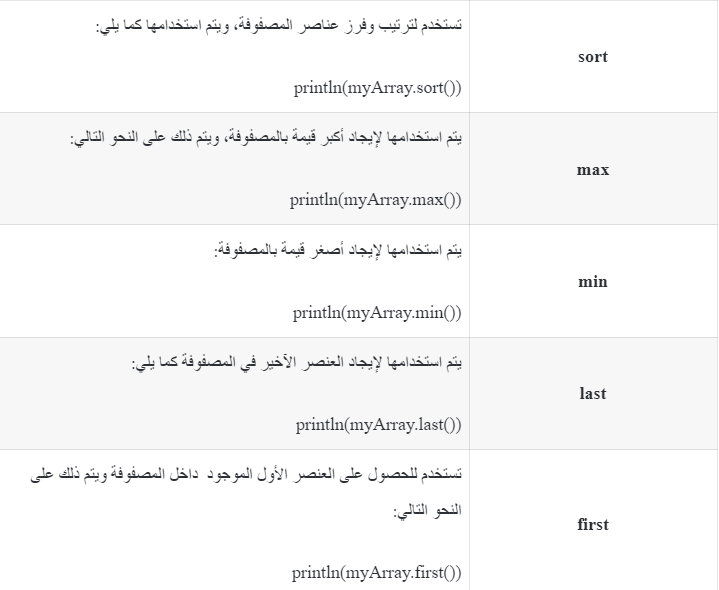 sort
تستخدم لترتيب وفرز عناصر المصفوفة، ويتم استخدامها كما يلي:
println(myArray.sort())
max
يتم استخدامها لإيجاد أكبر قيمة بالمصفوفة، ويتم ذلك على النحو التالي:
println(myArray.max())
min
يتم استخدامها لإيجاد أصغر قيمة بالمصفوفة:
println(myArray.min())
last
يتم استخدامها لإيجاد العنصر الآخير في المصفوفة كما يلي:
println(myArray.last())
first
تستخدم للحصول على العنصر الأول الموجود داخل المصفوفة ويتم ذلك على
النحو التالي:
println(myArray.first())